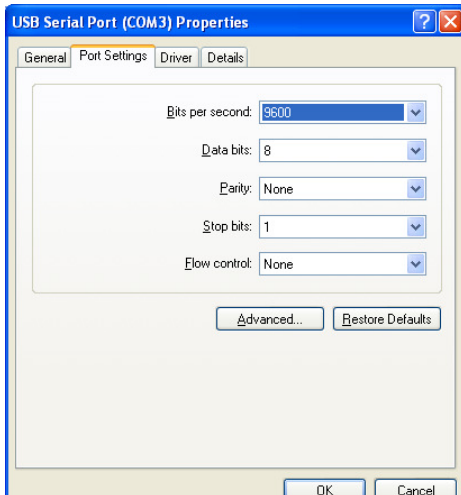 USB Serial Port (COM3) Properties
General Port Settings Driver Details
Bits per second: 9600
Data bits: 8
Parity: None
Stop bits: 1
Flow control: None
Advanced... Restore Defaults
OK Cancel